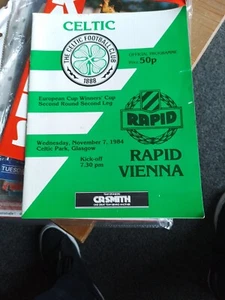 CELTIC
OFFICIAL PROGRAMME
Price 50p
THE CELTIC FOOTBALL CLUB
1888
European Cup Winners' Cup
Second Round Second Leg
RAPID
Wednesday, November 7, 1984
Celtic Park, Glasgow
Kick-off
7.30 pm
RAPID
VIENNA
CR SMITH
TUES